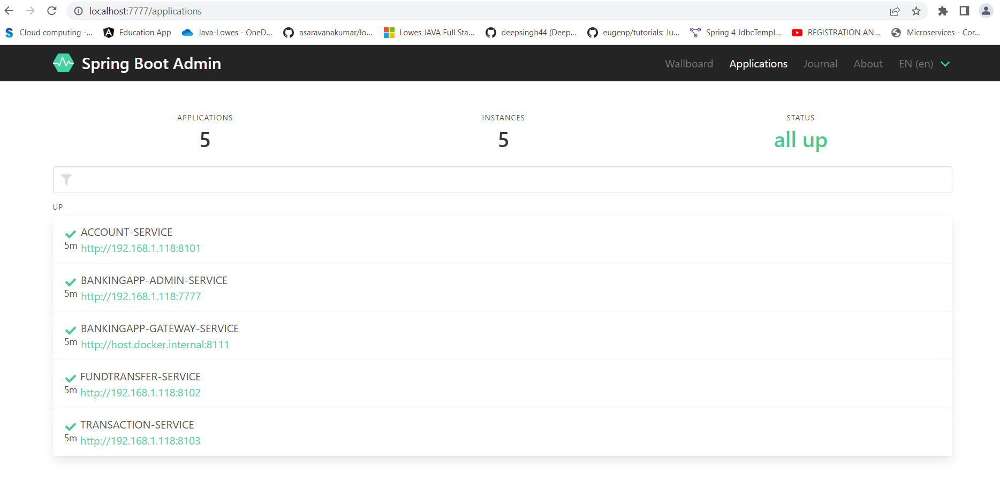 localhost:7777/applications
Cloud computing -... Education App Java-Lowes - OneD... asaravanakumar/lo... Lowes JAVA Full Sta... deepsingh44 (Deep... eugenp/tutorials: Ju... Spring 4 JdbcTempl... REGISTRATION AN... Microservices - Cor...
Spring Boot Admin Wallboard Applications Journal About EN (en)
APPLICATIONS INSTANCES STATUS
5 5 all up
UP
ACCOUNT-SERVICE
5m http://192.168.1.118:8101
BANKINGAPP-ADMIN-SERVICE
5m http://192.168.1.118:7777
BANKINGAPP-GATEWAY-SERVICE
5m http://host.docker.internal:8111
FUNDTRANSFER-SERVICE
5m http://192.168.1.118:8102
TRANSACTION-SERVICE
5m http://192.168.1.118:8103